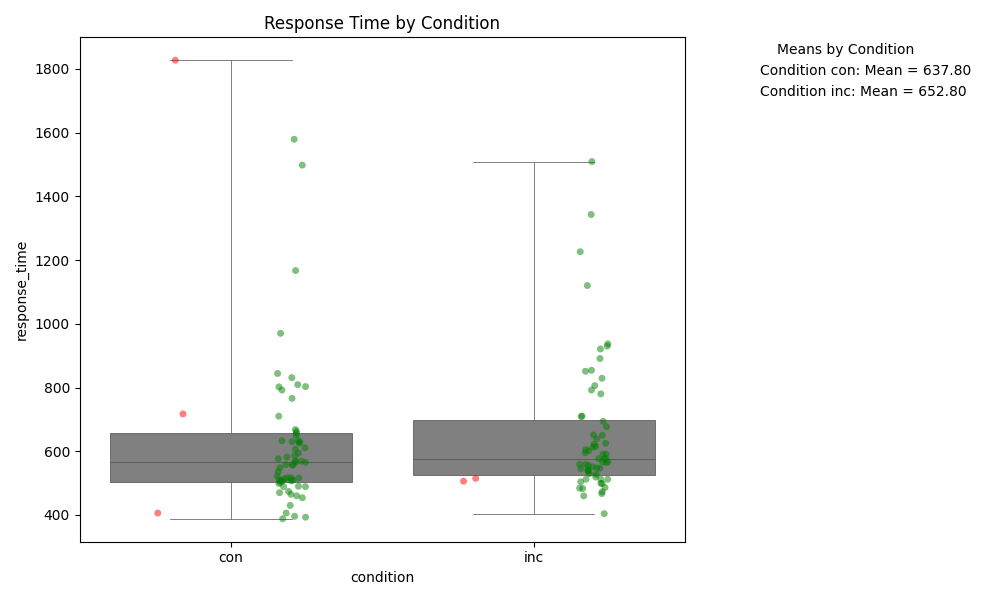 Response Time by Condition
Means by Condition
Condition con: Mean = 637.80
Condition inc: Mean = 652.80
response_time
1800
1600
1400
1200
1000
800
600
400
con
inc
condition